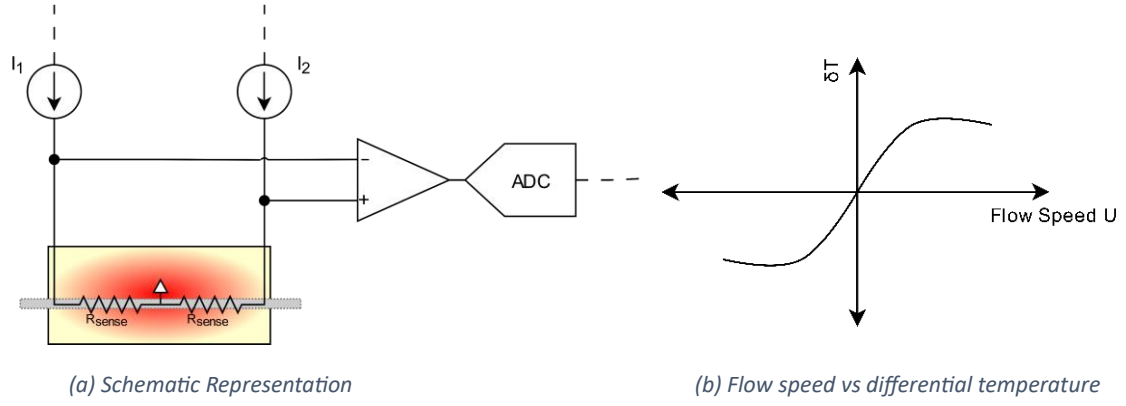 I1
I2
−
+
ADC
Rsense
Rsense
δT
Flow Speed U
(a) Schematic Representation
(b) Flow speed vs differential temperature